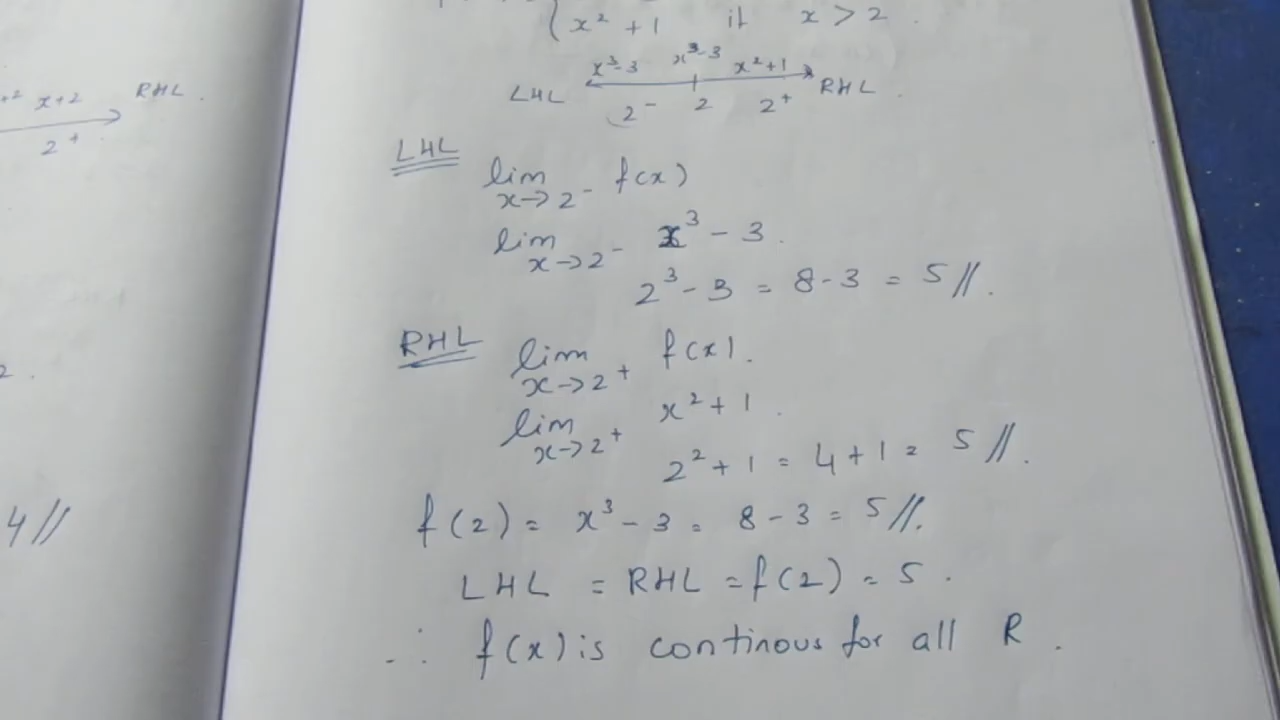 x+2 RHL.
2+
4//
x² + 1 if x > 2.
x³-3 x³-3 x²+1
LHL RHL.
2- 2 2+
LHL
lim f(x)
x→2-
lim x³ - 3.
x→2-
2³ - 3 = 8 - 3 = 5//.
RHL lim f(x).
x→2+
lim x² + 1.
x→2+
2² + 1 = 4 + 1 = 5//.
f(2) = x³ - 3 = 8 - 3 = 5//.
LHL = RHL = f(2) = 5.
∴ f(x) is continous for all R.